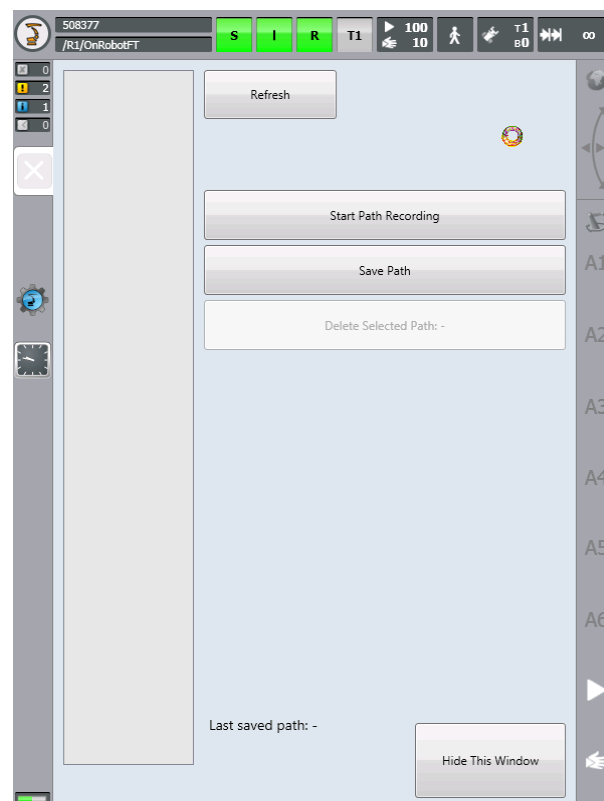 508377
/R1/OnRobotFT
S I R T1 100 10 T1 B0 ∞
0
2
1
0
Refresh
Start Path Recording
Save Path
Delete Selected Path: -
A1
A2
A3
A4
A5
A6
Last saved path: -
Hide This Window